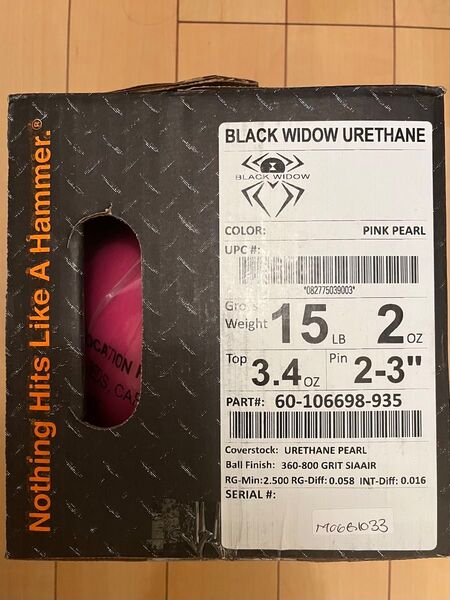 Nothing Hits Like A Hammer.®
BLACK WIDOW URETHANE
BLACK WIDOW
COLOR: PINK PEARL
UPC #:
*082775039003*
Gross Weight 15 LB 2 OZ
Top 3.4 OZ Pin 2-3"
PART#: 60-106698-935
Coverstock: URETHANE PEARL
Ball Finish: 360-800 GRIT SIAAIR
RG-Min:2.500 RG-Diff: 0.058 INT-Diff: 0.016
SERIAL #:
OCATION